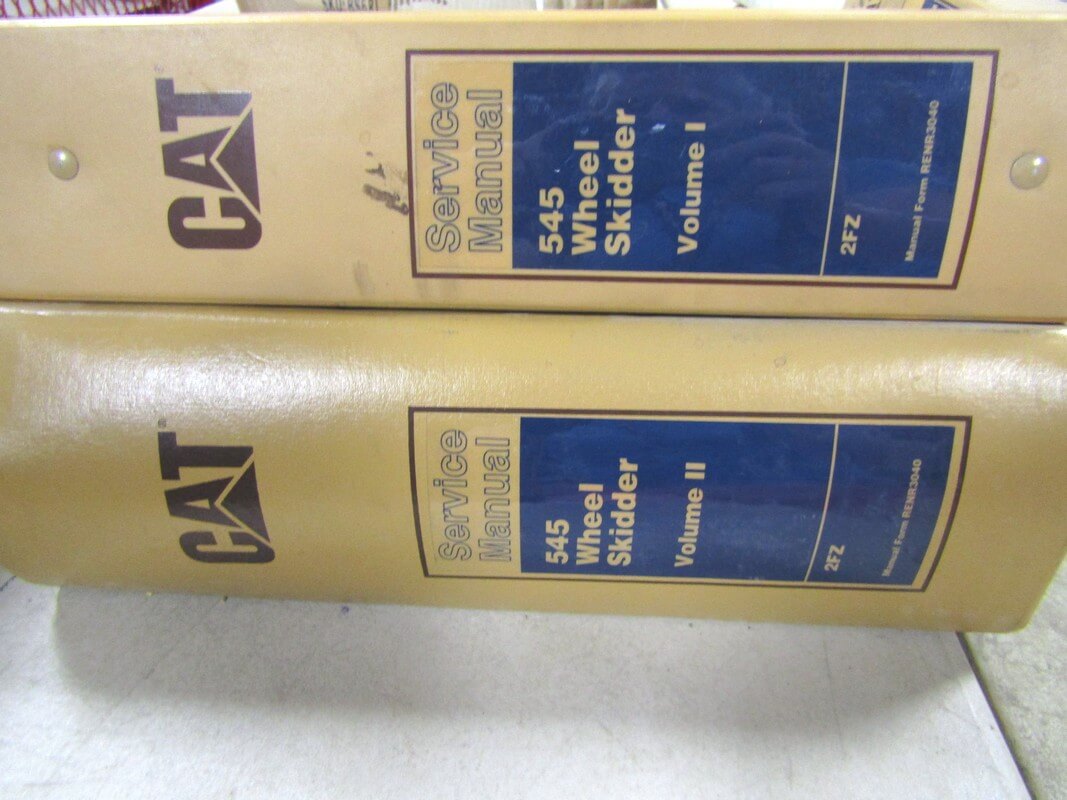 CAT
Service
Manual
545
Wheel
Skidder
Volume I
2FZ
Manual Form RENR3040
CAT®
Service
Manual
545
Wheel
Skidder
Volume II
2FZ
Manual Form RENR3040